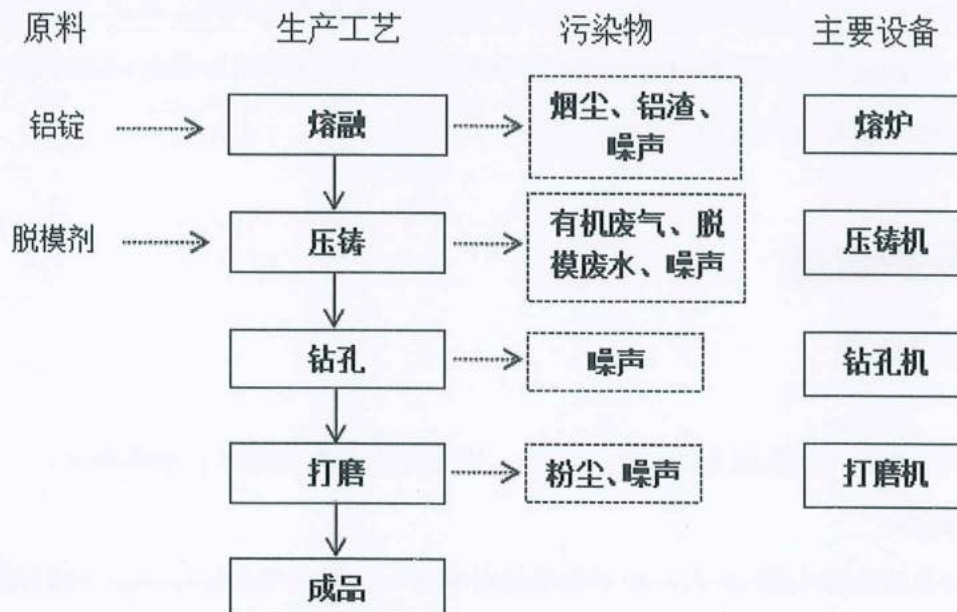 原料 生产工艺 污染物 主要设备
铝锭 熔融 烟尘、铝渣、
噪声 熔炉
脱模剂 压铸 有机废气、脱
模废水、噪声 压铸机
钻孔 噪声 钻孔机
打磨 粉尘、噪声 打磨机
成品